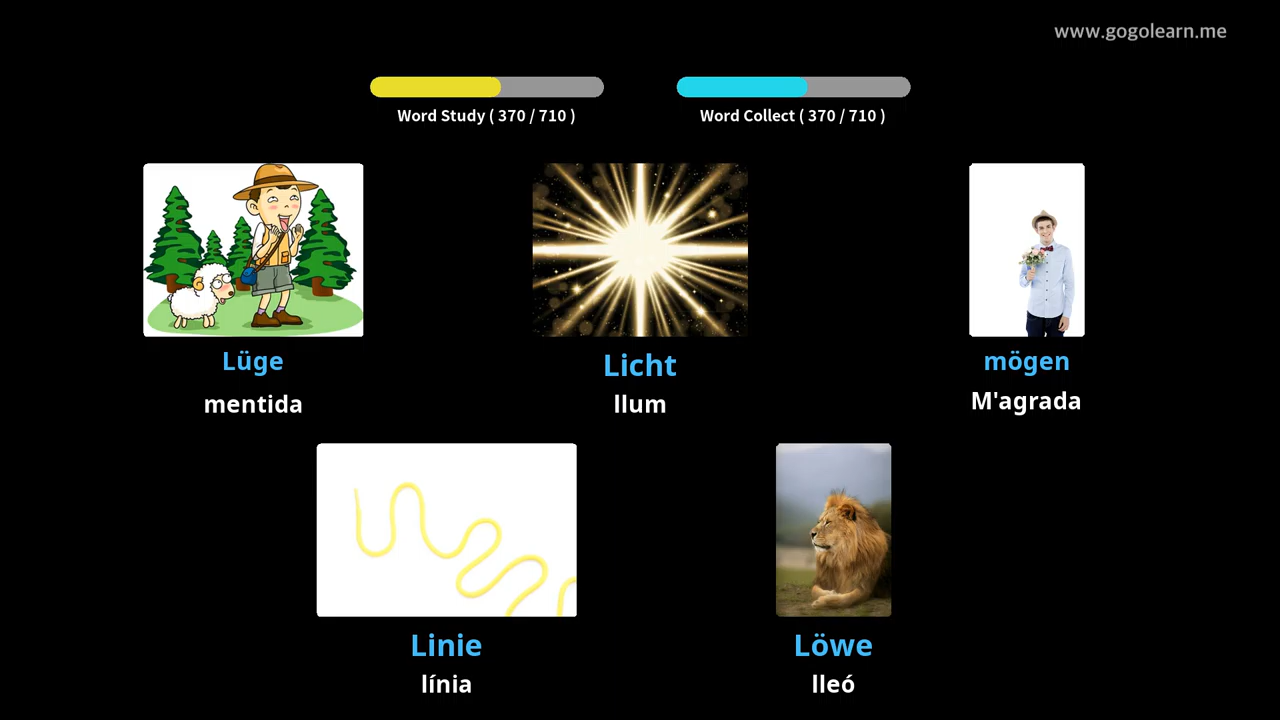 www.gogolearn.me
Word Study ( 370 / 710 )
Word Collect ( 370 / 710 )
Lüge
mentida
Licht
llum
mögen
M'agrada
Linie
línia
Löwe
lleó